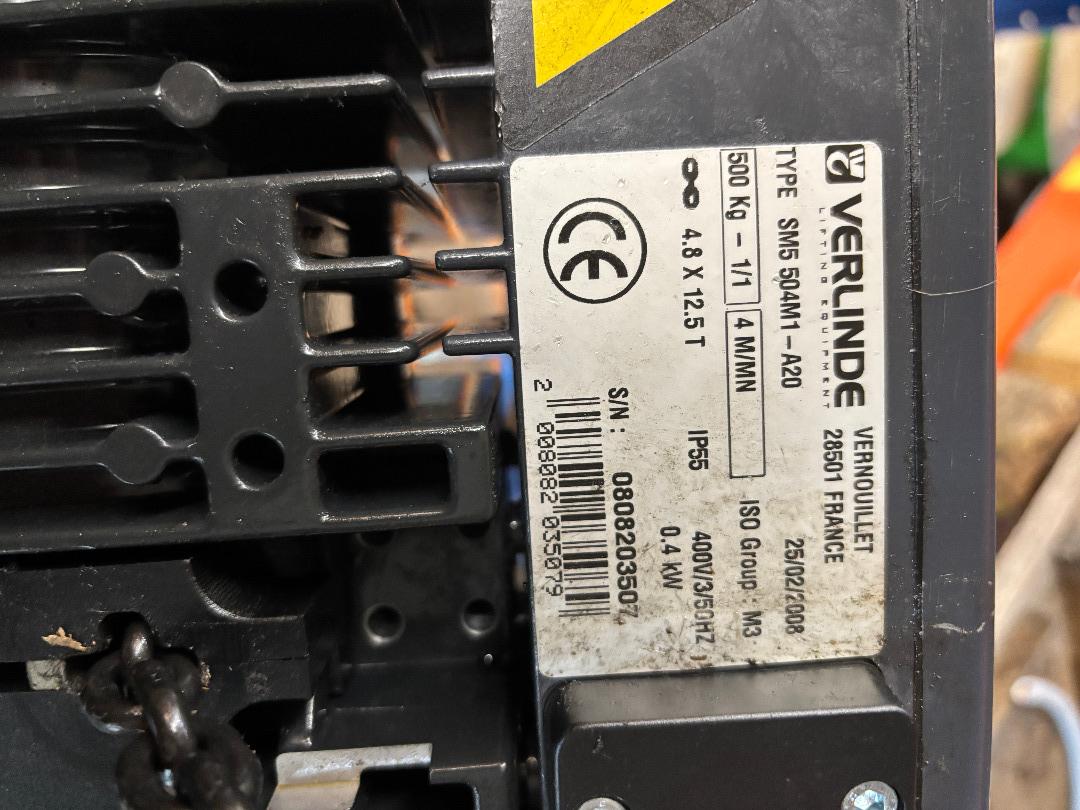 VERLINDE
LIFTING EQUIPMENT
VERNOUILLET
28501 FRANCE
TYPE SM5 504M1-A20 25/02/2008
500 Kg - 1/1 4 M/MN ISO Group: M3
4.8 X 12.5 T IP55 400V/3/50HZ
0.4 kW
CE
S/N: 0808203507
2 008082 035079